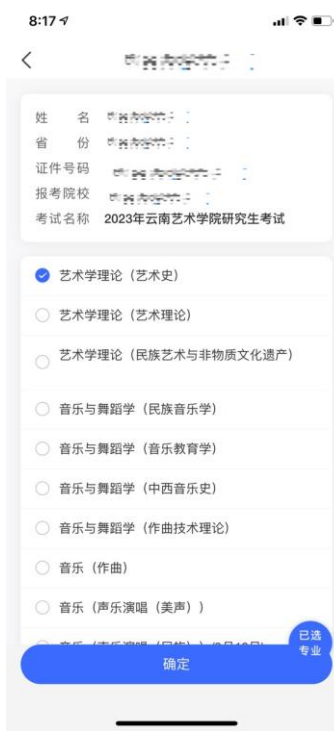 8:17
姓 名
省 份
证件号码
报考院校
考试名称 2023年云南艺术学院研究生考试
艺术学理论（艺术史）
艺术学理论（艺术理论）
艺术学理论（民族艺术与非物质文化遗产）
音乐与舞蹈学（民族音乐学）
音乐与舞蹈学（音乐教育学）
音乐与舞蹈学（中西音乐史）
音乐与舞蹈学（作曲技术理论）
音乐（作曲）
音乐（声乐演唱（美声））
已选
专业
确定